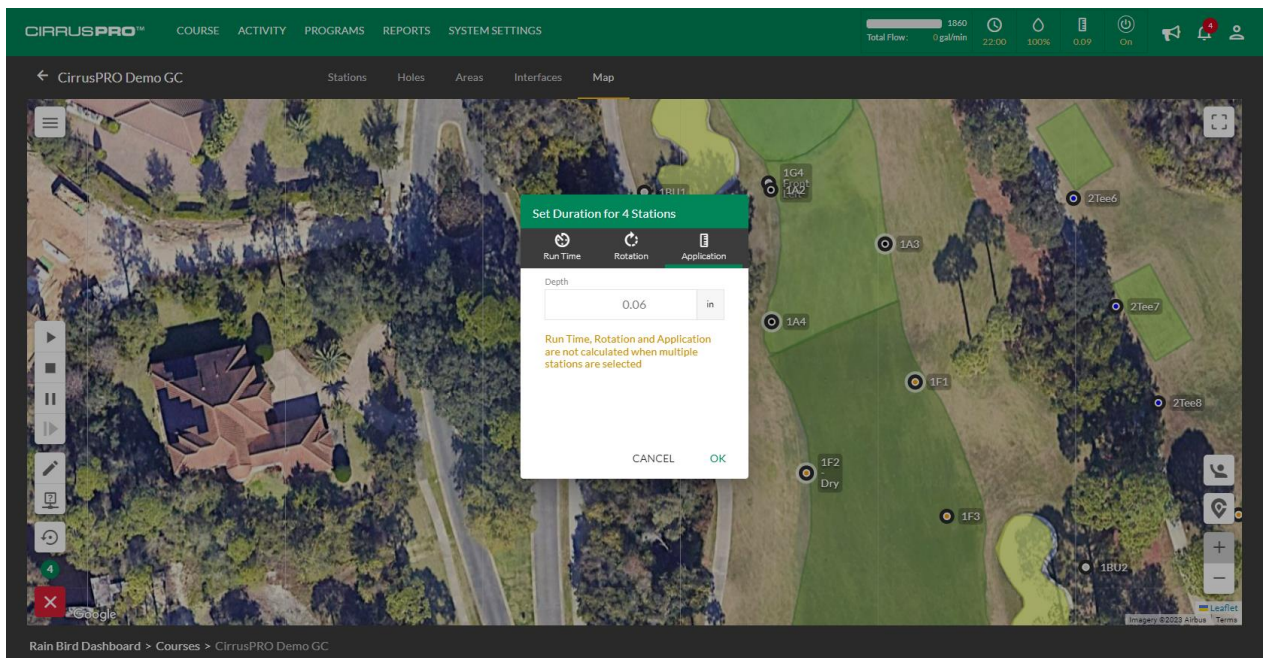 CIRRUSPRO™ COURSE ACTIVITY PROGRAMS REPORTS SYSTEM SETTINGS
1860
Total Flow: 0 gal/min
22:00 100% 0.09 On 4
CirrusPRO Demo GC Stations Holes Areas Interfaces Map
1BU1
1G4
Front
Left
1A2
2Tee6
Set Duration for 4 Stations
Run Time Rotation Application
1A3
Depth
0.06 in
2Tee7
1A4
Run Time, Rotation and Application
are not calculated when multiple
stations are selected
1F1
2Tee8
CANCEL OK
1F2
-
Dry
1F3
1BU2
4
Google
Leaflet
Imagery ©2023 Airbus Terms
Rain Bird Dashboard > Courses > CirrusPRO Demo GC